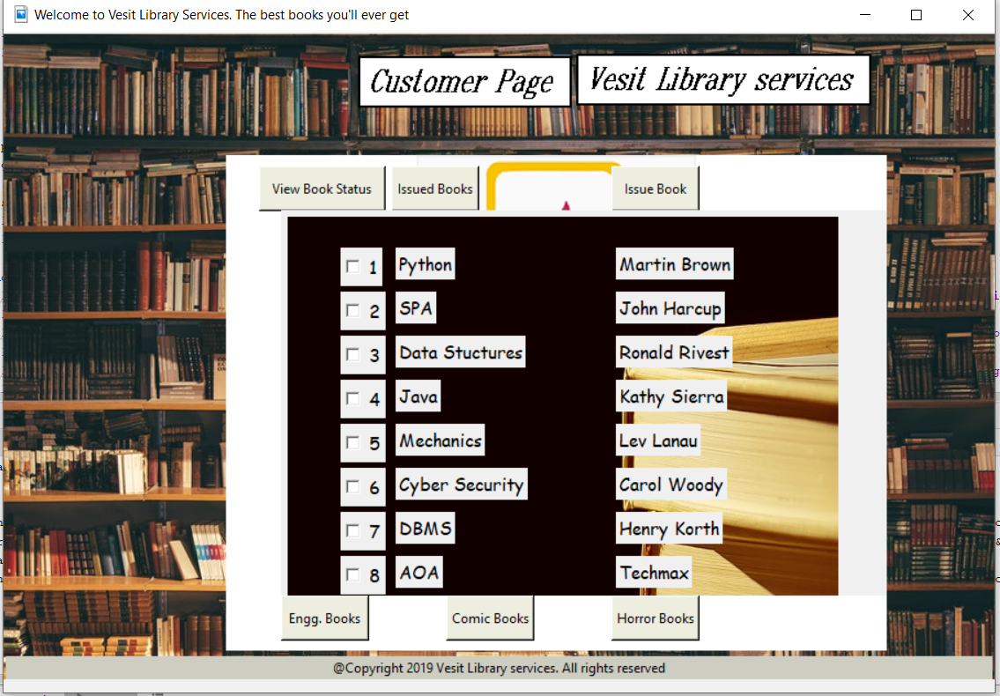 Welcome to Vesit Library Services. The best books you'll ever get
Customer Page
Vesit Library services
View Book Status
Issued Books
Issue Book
1 Python Martin Brown
2 SPA John Harcup
3 Data Stuctures Ronald Rivest
4 Java Kathy Sierra
5 Mechanics Lev Lanau
6 Cyber Security Carol Woody
7 DBMS Henry Korth
8 AOA Techmax
Engg. Books
Comic Books
Horror Books
@Copyright 2019 Vesit Library services. All rights reserved